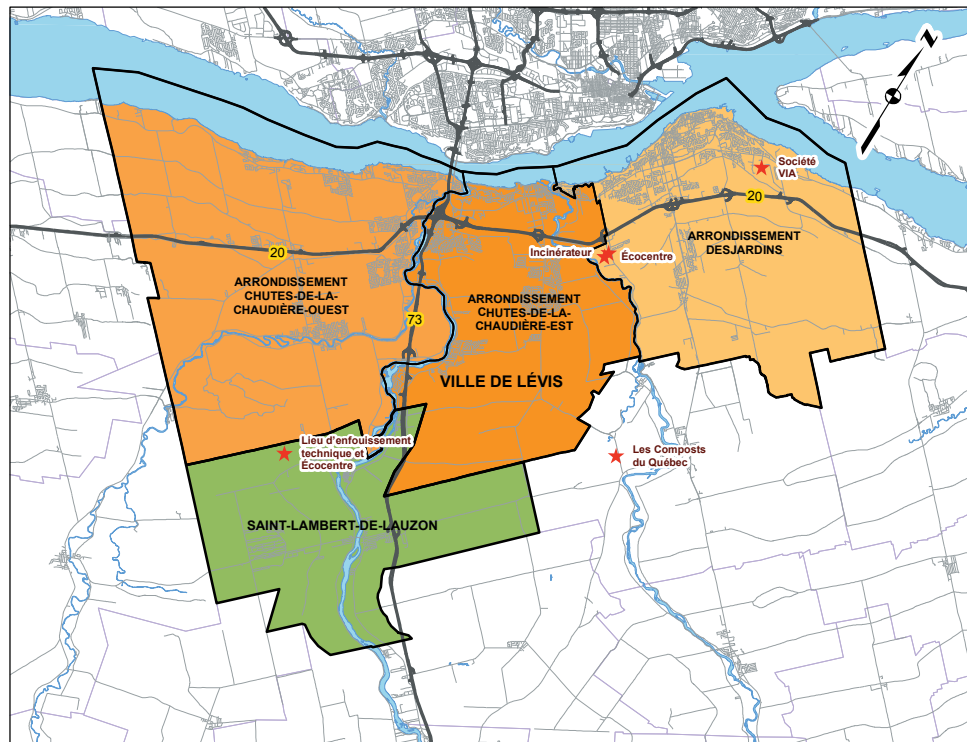 N
Société
VIA
20
ARRONDISSEMENT
DESJARDINS
Incinérateur
Écocentre
20
ARRONDISSEMENT
CHUTES-DE-LA-
CHAUDIÈRE-OUEST
ARRONDISSEMENT
CHUTES-DE-LA-
CHAUDIÈRE-EST
73
VILLE DE LÉVIS
Lieu d'enfouissement
technique et
Écocentre
Les Composts
du Québec
SAINT-LAMBERT-DE-LAUZON